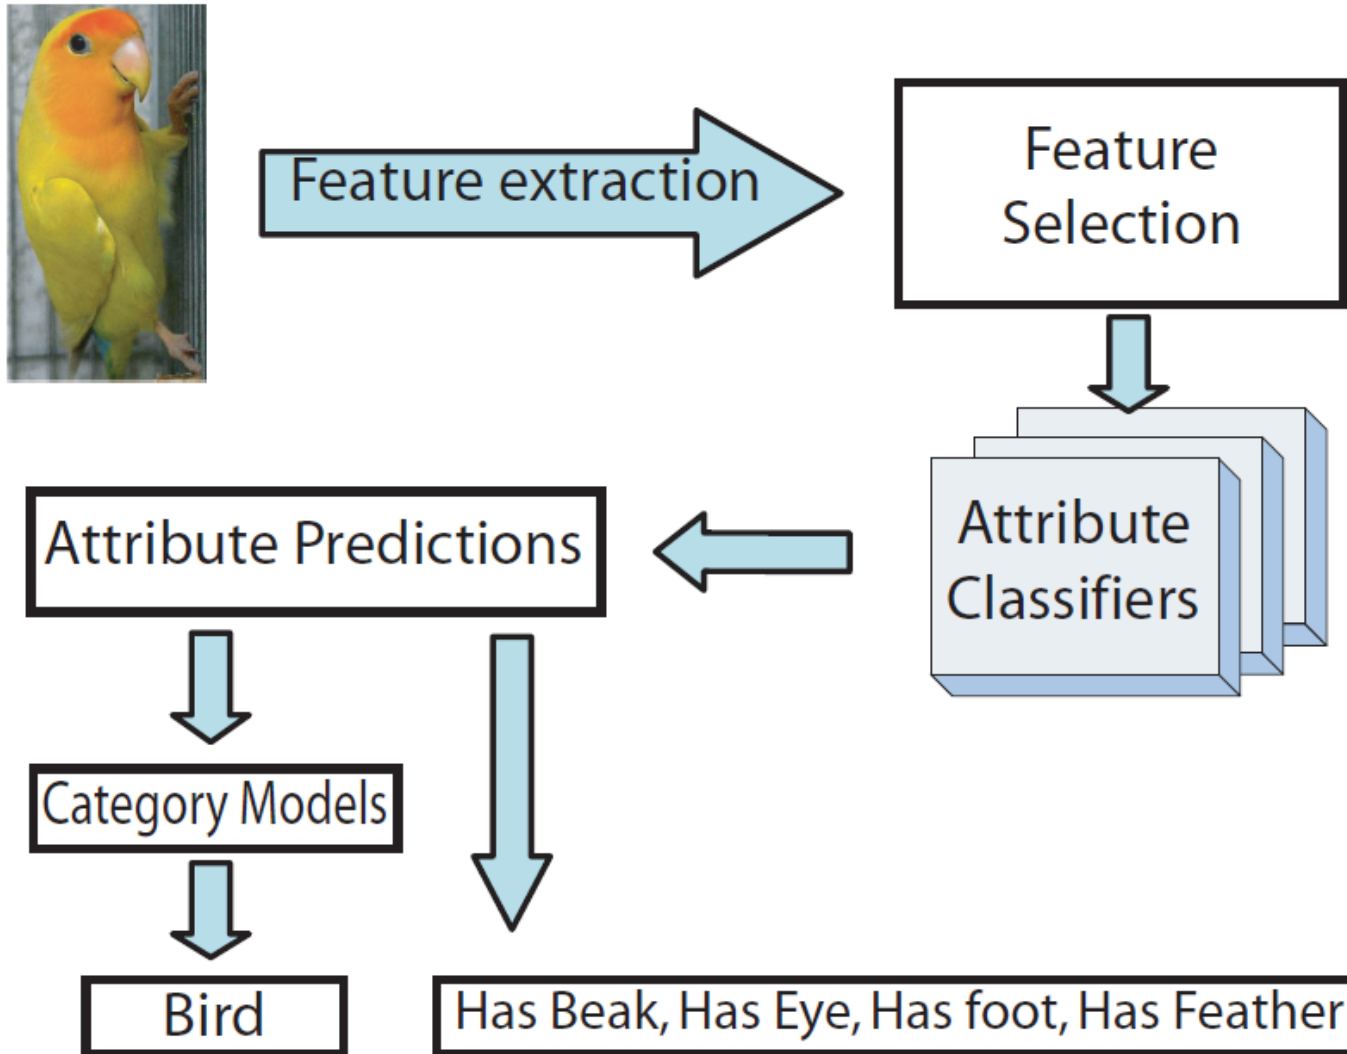 Feature extraction
Feature
Selection
Attribute
Classifiers
Attribute Predictions
Category Models
Bird
Has Beak, Has Eye, Has foot, Has Feather